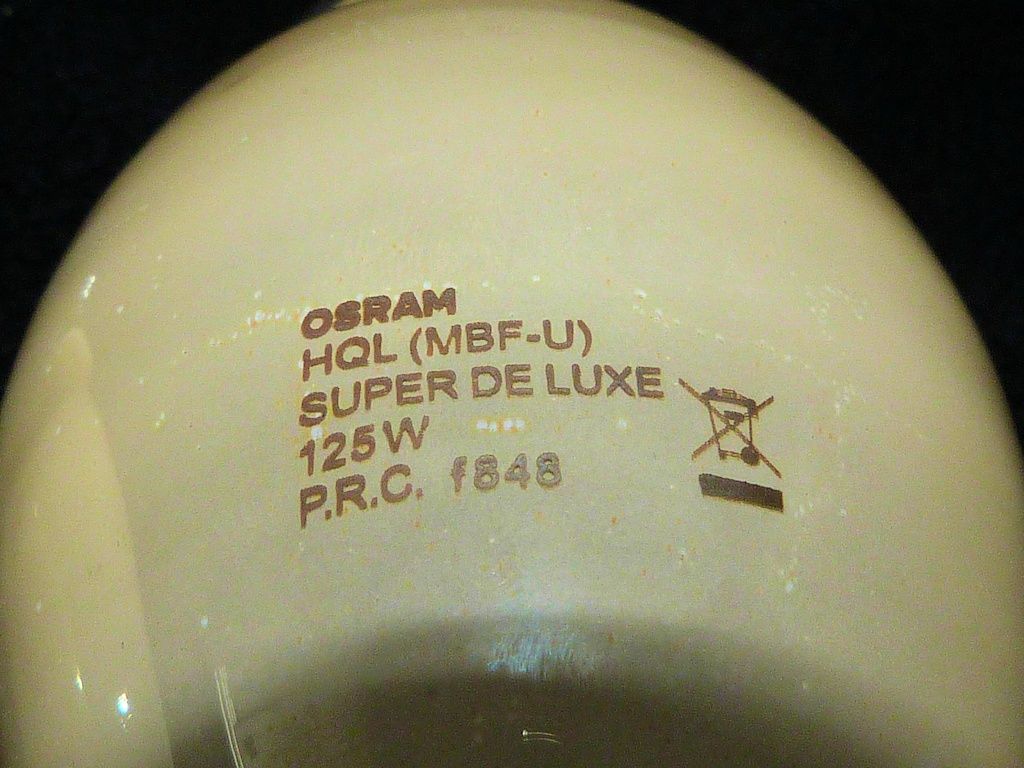 OSRAM
HQL (MBF-U)
SUPER DE LUXE
125W
P.R.C. f848